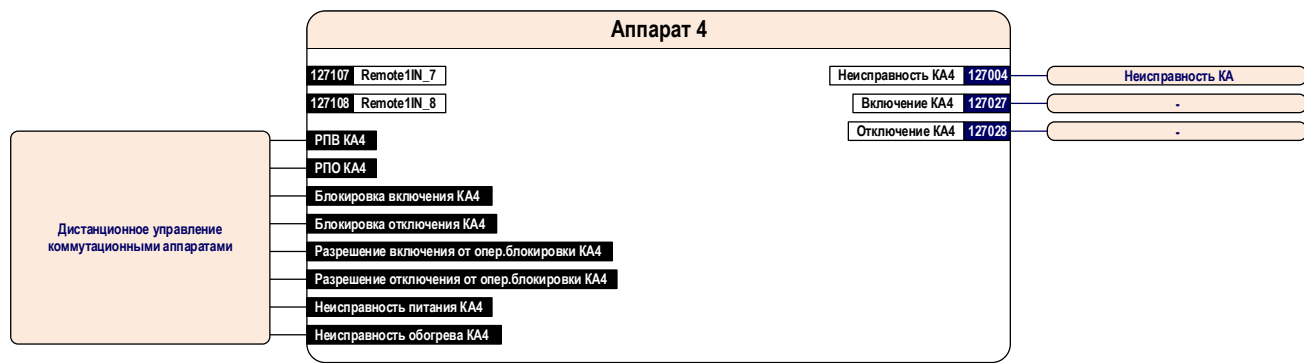 Аппарат 4
127107 Remote1IN_7
127108 Remote1IN_8
Неисправность КА4 127004
Включение КА4 127027
Отключение КА4 127028
Неисправность КА
-
-
Дистанционное управление
коммутационными аппаратами
РПВ КА4
РПО КА4
Блокировка включения КА4
Блокировка отключения КА4
Разрешение включения от опер.блокировки КА4
Разрешение отключения от опер.блокировки КА4
Неисправность питания КА4
Неисправность обогрева КА4